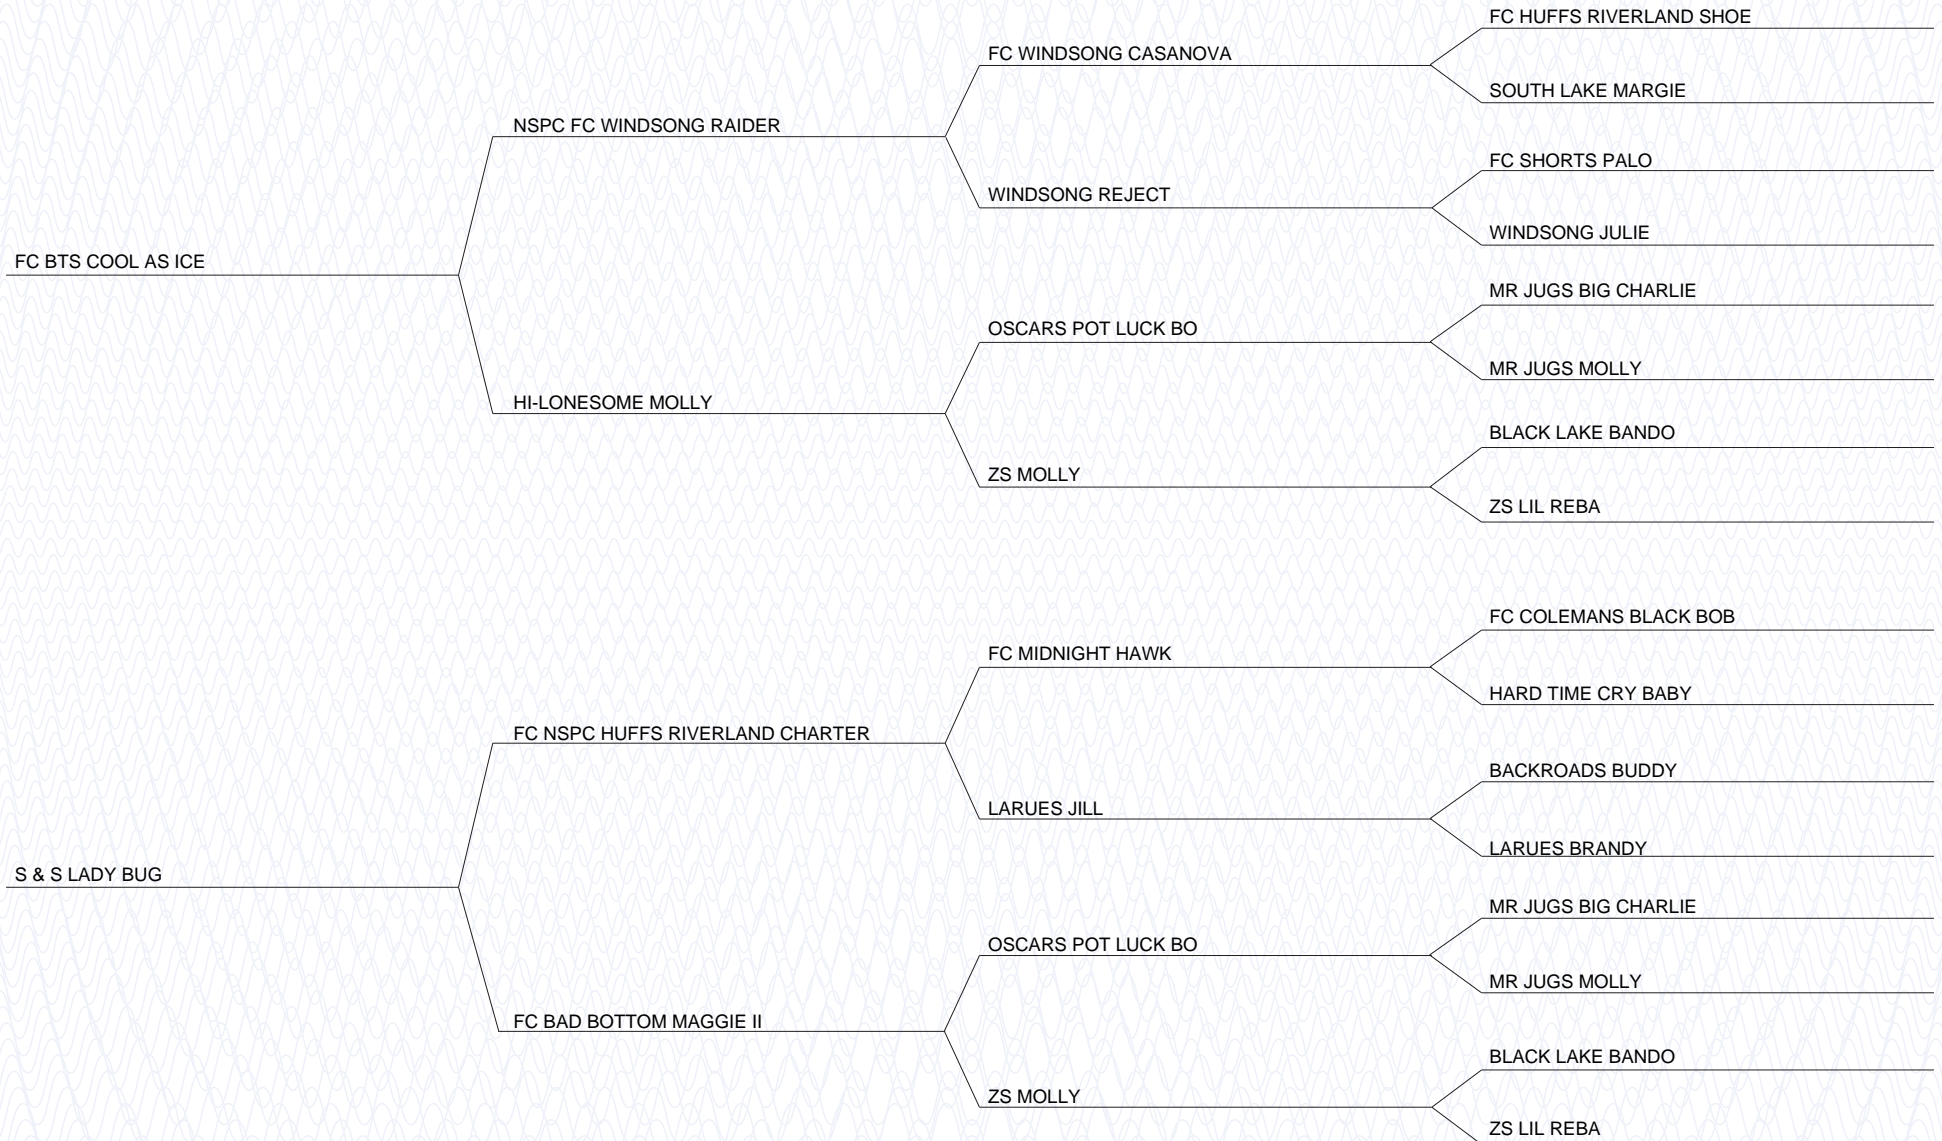 FC HUFFS RIVERLAND SHOE
FC WINDSONG CASANOVA
SOUTH LAKE MARGIE
NSPC FC WINDSONG RAIDER
FC SHORTS PALO
WINDSONG REJECT
WINDSONG JULIE
FC BTS COOL AS ICE
MR JUGS BIG CHARLIE
OSCARS POT LUCK BO
MR JUGS MOLLY
HI-LONESOME MOLLY
BLACK LAKE BANDO
ZS MOLLY
ZS LIL REBA
FC COLEMANS BLACK BOB
FC MIDNIGHT HAWK
HARD TIME CRY BABY
FC NSPC HUFFS RIVERLAND CHARTER
BACKROADS BUDDY
LARUES JILL
LARUES BRANDY
S & S LADY BUG
MR JUGS BIG CHARLIE
OSCARS POT LUCK BO
MR JUGS MOLLY
FC BAD BOTTOM MAGGIE II
BLACK LAKE BANDO
ZS MOLLY
ZS LIL REBA